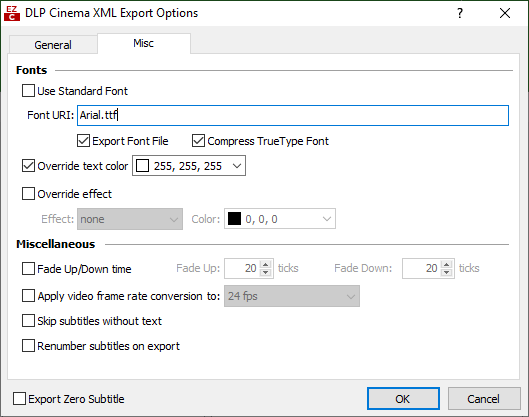 EZ
C
DLP Cinema XML Export Options
General
Misc
Fonts
Use Standard Font
Font URI: Arial.ttf
Export Font File Compress TrueType Font
Override text color 255, 255, 255
Override effect
Effect: none Color: 0, 0, 0
Miscellaneous
Fade Up/Down time Fade Up: 20 ticks Fade Down: 20 ticks
Apply video frame rate conversion to: 24 fps
Skip subtitles without text
Renumber subtitles on export
Export Zero Subtitle OK Cancel